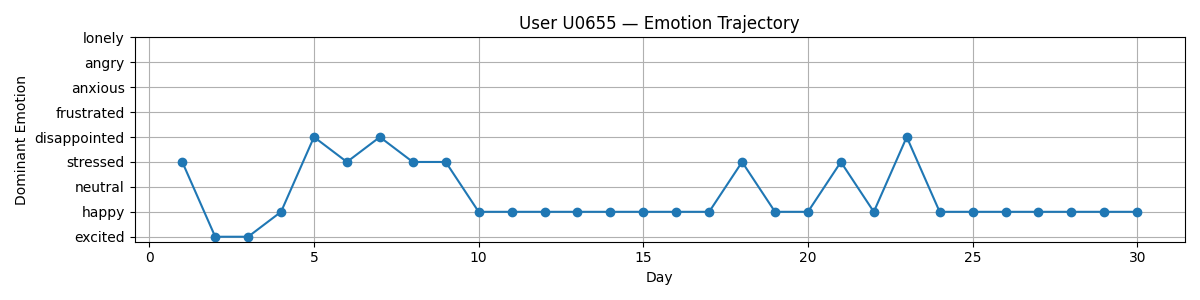 User U0655 — Emotion Trajectory
Dominant Emotion
lonely
angry
anxious
frustrated
disappointed
stressed
neutral
happy
excited
0 5 10 15 20 25 30
Day